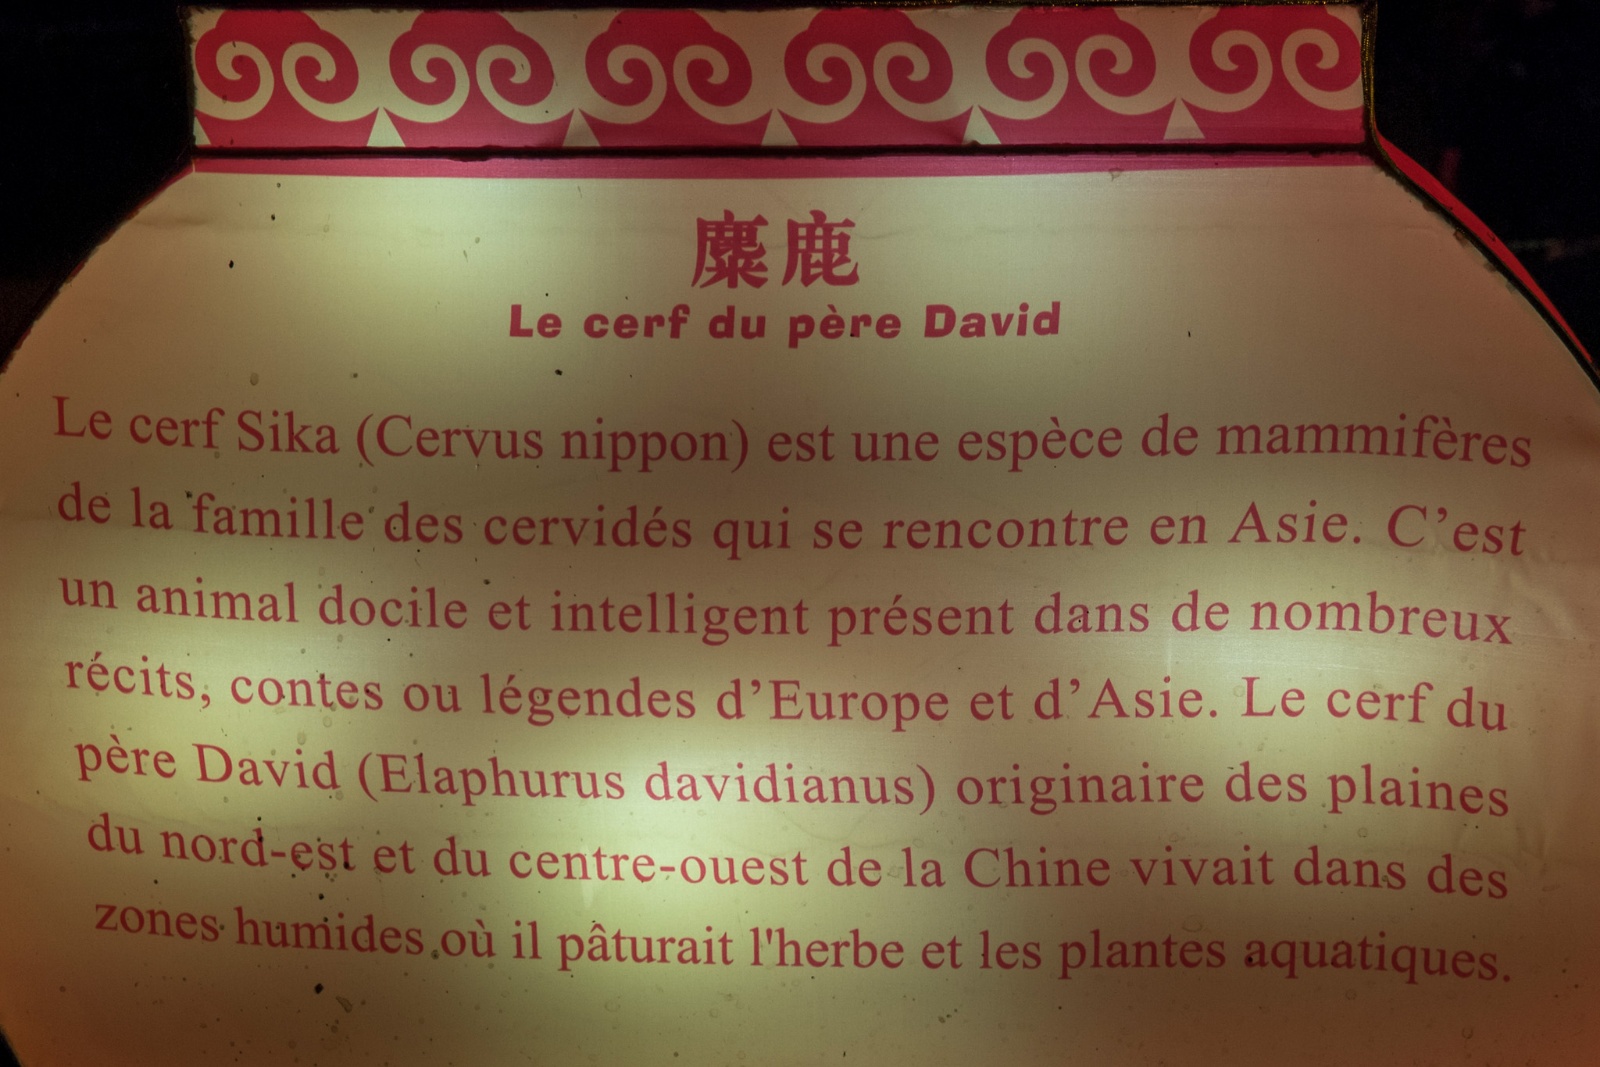 麋鹿
Le cerf du père David
Le cerf Sika (Cervus nippon) est une espèce de mammifères
de la famille des cervidés qui se rencontre en Asie. C’est
un animal docile et intelligent présent dans de nombreux
récits, contes ou légendes d’Europe et d’Asie. Le cerf du
père David (Elaphurus davidianus) originaire des plaines
du nord-est et du centre-ouest de la Chine vivait dans des
zones humides où il pâturait l'herbe et les plantes aquatiques.